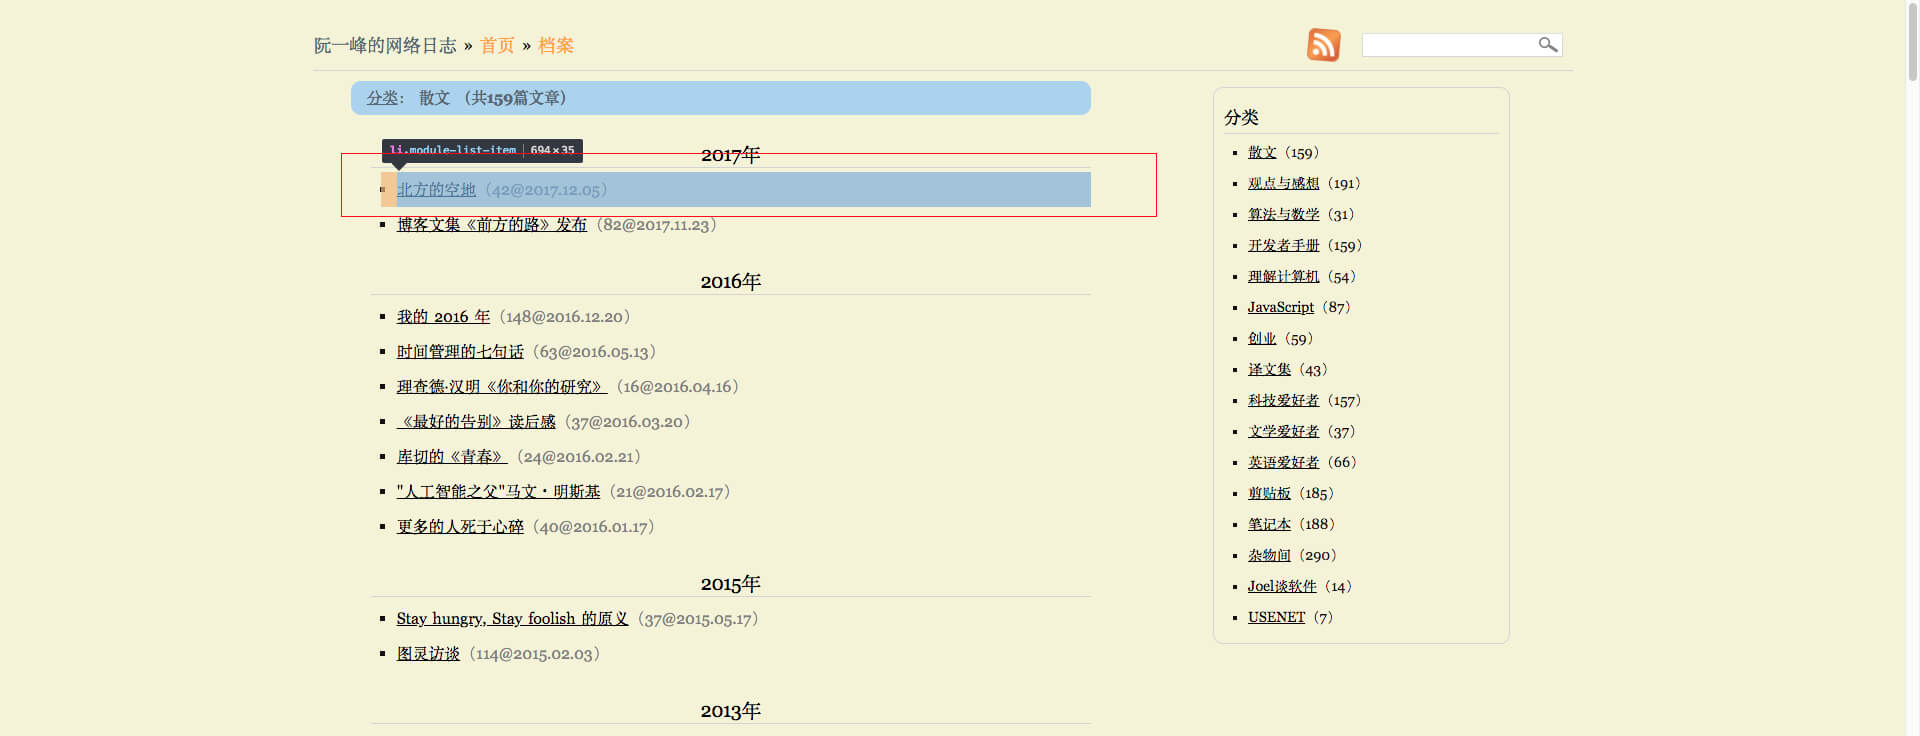 阮一峰的网络日志 » 首页 » 档案
分类： 散文 （共159篇文章）
li.module-list-item 694×35
2017年
北方的空地（42@2017.12.05）
博客文集《前方的路》发布（82@2017.11.23）
2016年
我的 2016 年（148@2016.12.20）
时间管理的七句话（63@2016.05.13）
理查德·汉明《你和你的研究》（16@2016.04.16）
《最好的告别》读后感（37@2016.03.20）
库切的《青春》（24@2016.02.21）
"人工智能之父"马文·明斯基（21@2016.02.17）
更多的人死于心碎（40@2016.01.17）
2015年
Stay hungry, Stay foolish 的原义（37@2015.05.17）
图灵访谈（114@2015.02.03）
2013年
分类
散文（159）
观点与感想（191）
算法与数学（31）
开发者手册（159）
理解计算机（54）
JavaScript（87）
创业（59）
译文集（43）
科技爱好者（157）
文学爱好者（37）
英语爱好者（66）
剪贴板（185）
笔记本（188）
杂物间（290）
Joel谈软件（14）
USENET（7）